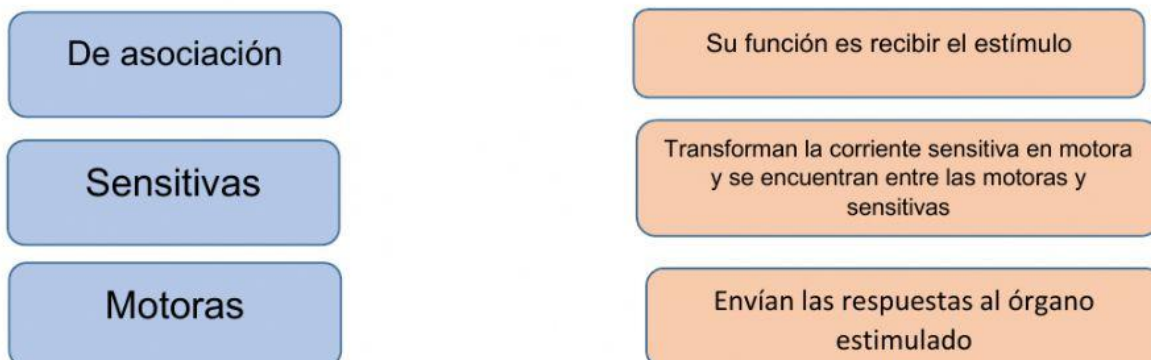 De asociación
Su función es recibir el estímulo
Sensitivas
Transforman la corriente sensitiva en motora
y se encuentran entre las motoras y
sensitivas
Motoras
Envían las respuestas al órgano
estimulado